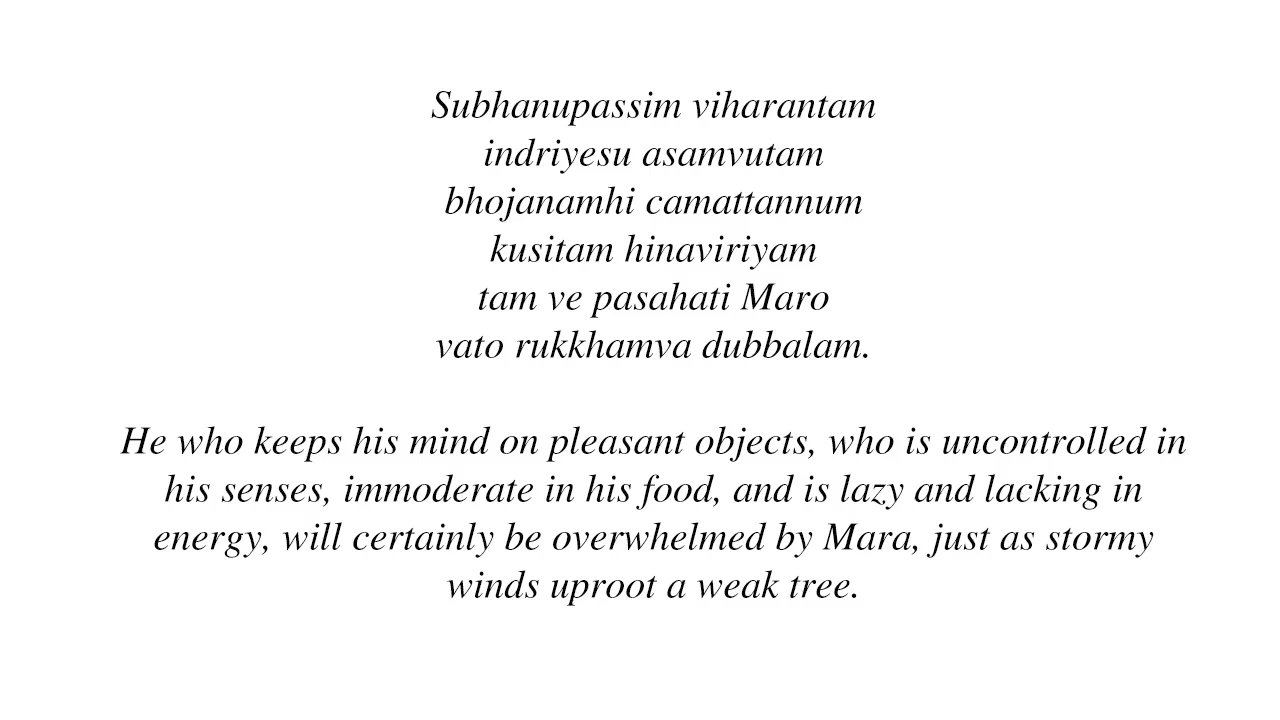 Subhanupassim viharantam
indriyesu asamvutam
bhojanamhi camattannum
kusitam hinaviriyam
tam ve pasahati Maro
vato rukkhamva dubbalam.
He who keeps his mind on pleasant objects, who is uncontrolled in
his senses, immoderate in his food, and is lazy and lacking in
energy, will certainly be overwhelmed by Mara, just as stormy
winds uproot a weak tree.